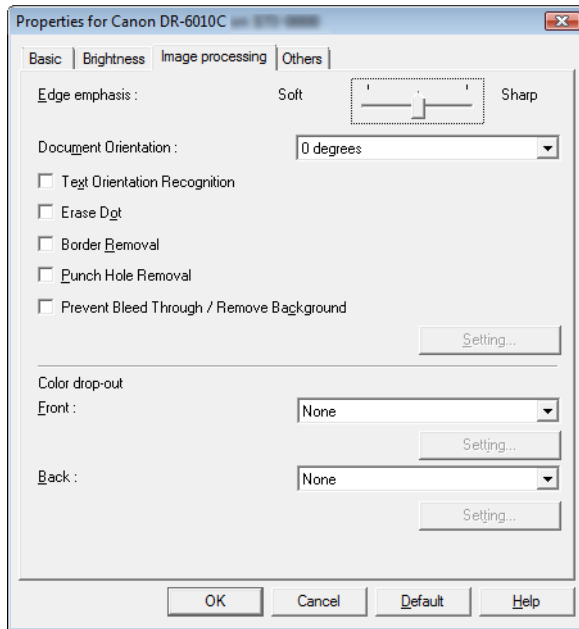 Properties for Canon DR-6010C
Basic Brightness Image processing Others
Edge emphasis : Soft Sharp
Document Orientation : 0 degrees
Text Orientation Recognition
Erase Dot
Border Removal
Punch Hole Removal
Prevent Bleed Through / Remove Background
Setting...
Color drop-out
Front : None
Setting...
Back : None
Setting...
OK Cancel Default Help